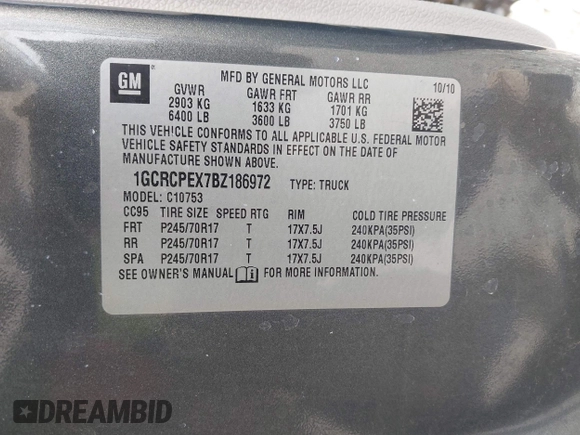 GM
MFD BY GENERAL MOTORS LLC
10/10
GVWR GAWR FRT GAWR RR
2903 KG 1633 KG 1701 KG
6400 LB 3600 LB 3750 LB
THIS VEHICLE CONFORMS TO ALL APPLICABLE U.S. FEDERAL MOTOR
VEHICLE SAFETY STANDARDS IN EFFECT ON THE DATE OF
MANUFACTURE SHOWN ABOVE.
1GCRCPEX7BZ186972 TYPE: TRUCK
MODEL: C10753
CC95 TIRE SIZE SPEED RTG RIM COLD TIRE PRESSURE
FRT P245/70R17 T 17X7.5J 240KPA(35PSI)
RR P245/70R17 T 17X7.5J 240KPA(35PSI)
SPA P245/70R17 T 17X7.5J 240KPA(35PSI)
SEE OWNER'S MANUAL FOR MORE INFORMATION.
DREAMBID